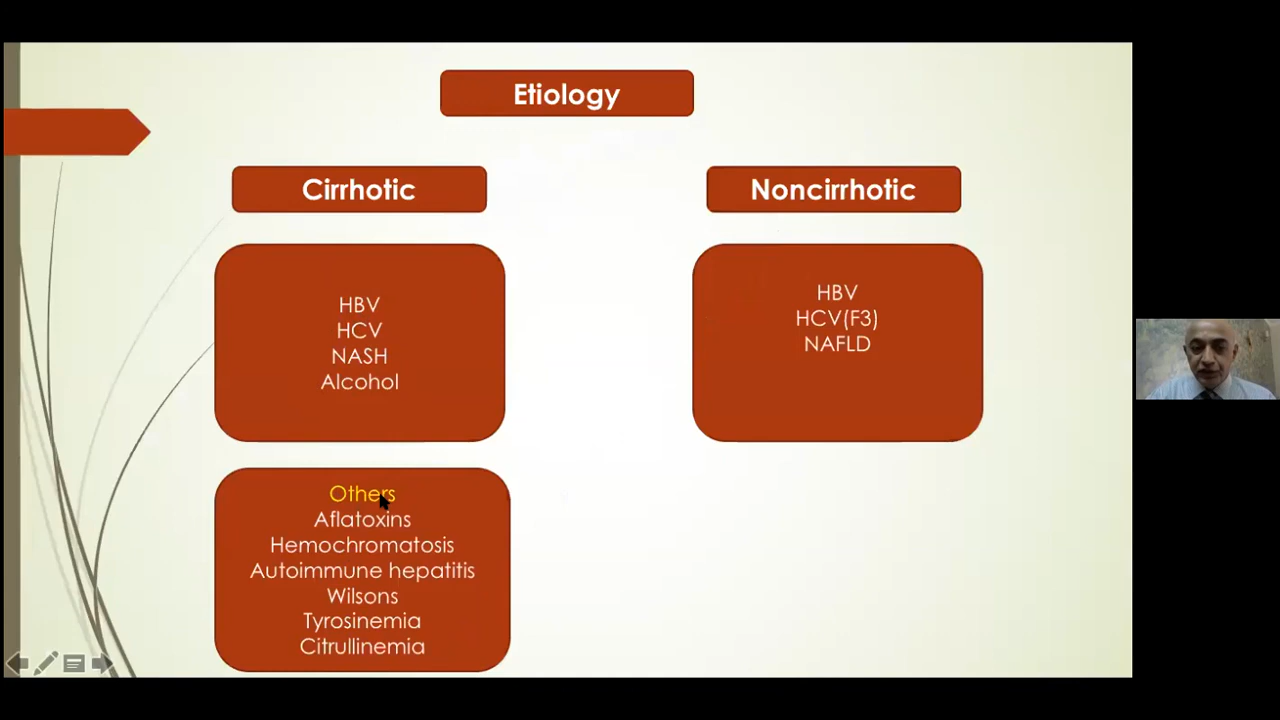 Etiology
Cirrhotic
Noncirrhotic
HBV
HCV
NASH
Alcohol
HBV
HCV(F3)
NAFLD
Others
Aflatoxins
Hemochromatosis
Autoimmune hepatitis
Wilsons
Tyrosinemia
Citrullinemia